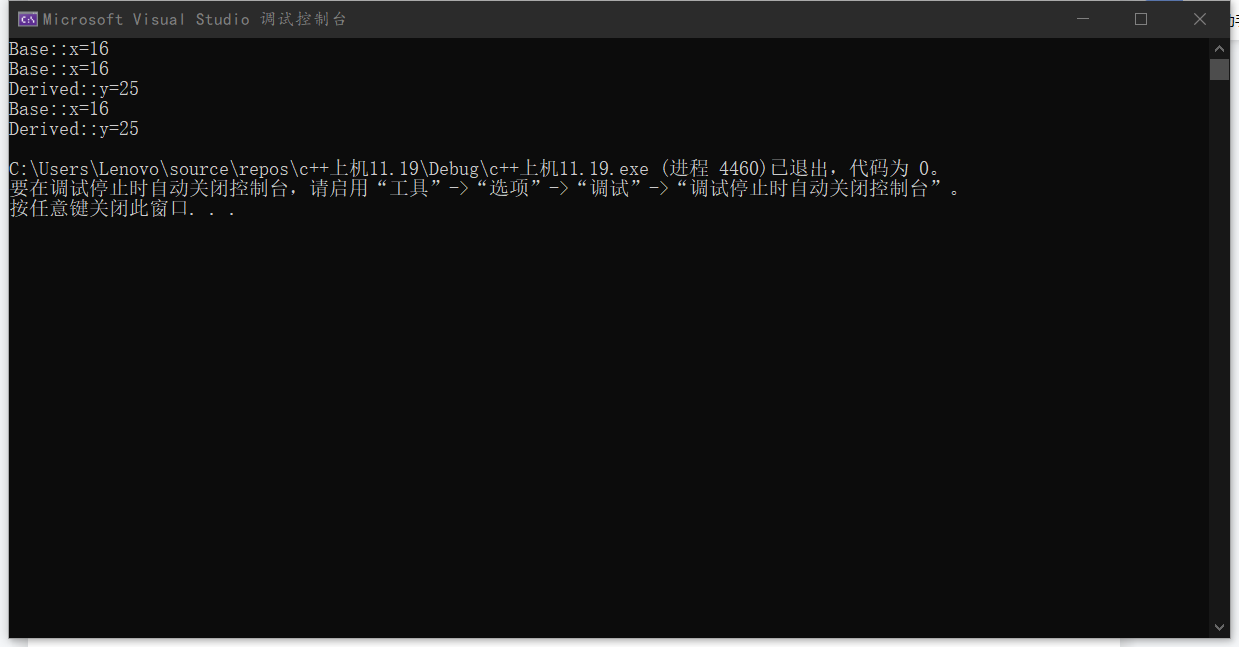 Microsoft Visual Studio 调试控制台
Base::x=16
Base::x=16
Derived::y=25
Base::x=16
Derived::y=25
C:\Users\Lenovo\source\repos\c++上机11.19\Debug\c++上机11.19.exe (进程 4460)已退出，代码为 0。
要在调试停止时自动关闭控制台，请启用“工具”->“选项”->“调试”->“调试停止时自动关闭控制台”。
按任意键关闭此窗口. . .